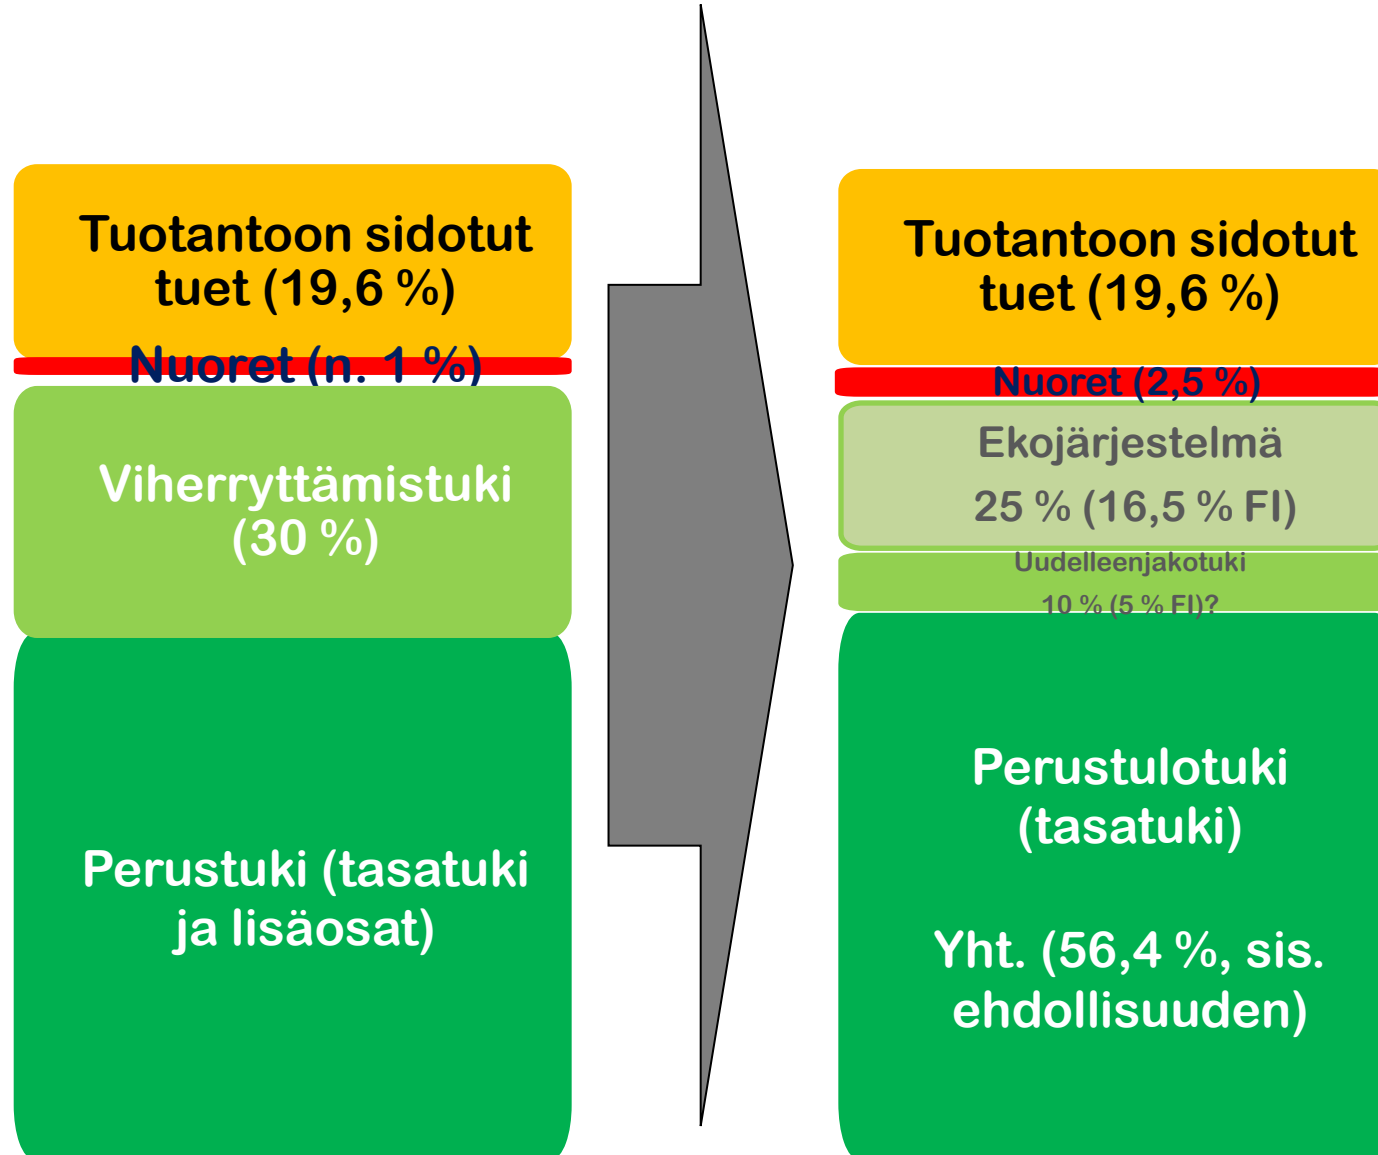 Tuotantoon sidotut
tuet (19,6 %)
Nuoret (n. 1 %)
Viherryttämistuki
(30 %)
Perustuki (tasatuki
ja lisäosat)
Tuotantoon sidotut
tuet (19,6 %)
Nuoret (2,5 %)
Ekojärjestelmä
25 % (16,5 % FI)
Uudelleenjakotuki
10 % (5 % FI)?
Perustulotuki
(tasatuki)
Yht. (56,4 %, sis.
ehdollisuuden)